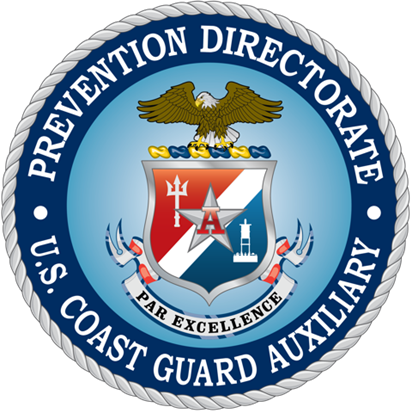 PREVENTION DIRECTORATE
A
PAR EXCELLENCE
U.S. COAST GUARD AUXILIARY